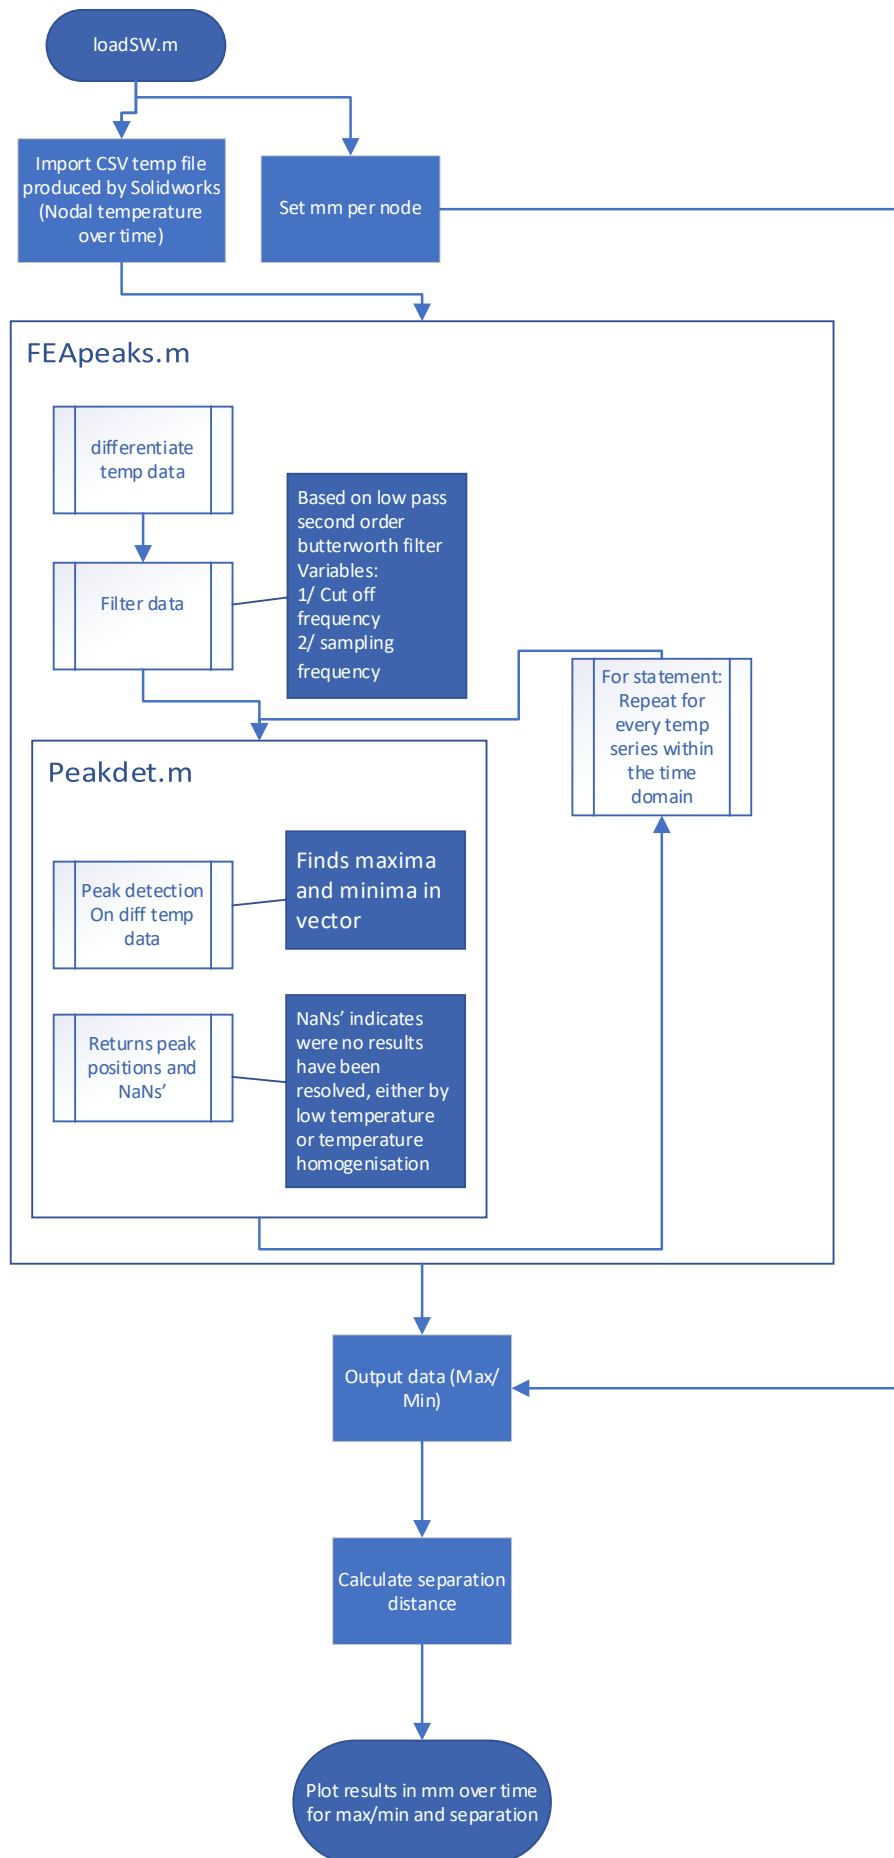 loadSW.m
Import CSV temp file
produced by Solidworks
(Nodal temperature
over time)
Set mm per node
FEApeaks.m
differentiate
temp data
Based on low pass
second order
butterworth filter
Variables:
1/ Cut off
frequency
2/ sampling
frequency
Filter data
For statement:
Repeat for
every temp
series within
the time
domain
Peakdet.m
Peak detection
On diff temp
data
Finds maxima
and minima in
vector
Returns peak
positions and
NaNs’
NaNs’ indicates
were no results
have been
resolved, either by
low temperature
or temperature
homogenisation
Output data (Max/
Min)
Calculate separation
distance
Plot results in mm over time
for max/min and separation